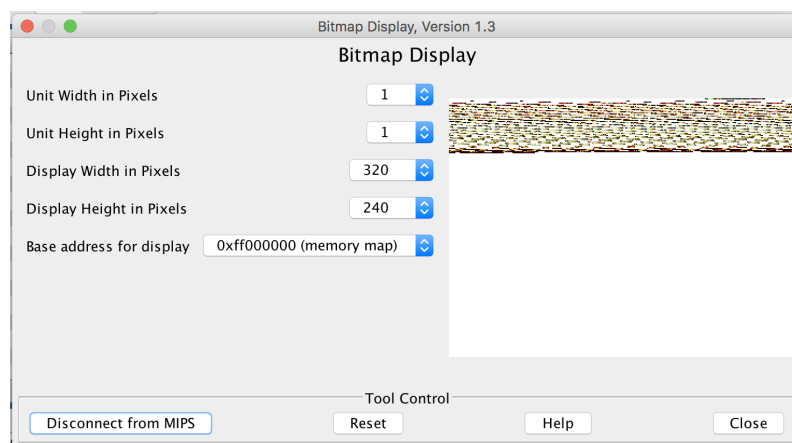 Bitmap Display, Version 1.3
Bitmap Display
Unit Width in Pixels 1
Unit Height in Pixels 1
Display Width in Pixels 320
Display Height in Pixels 240
Base address for display 0xff000000 (memory map)
Tool Control
Disconnect from MIPS Reset Help Close